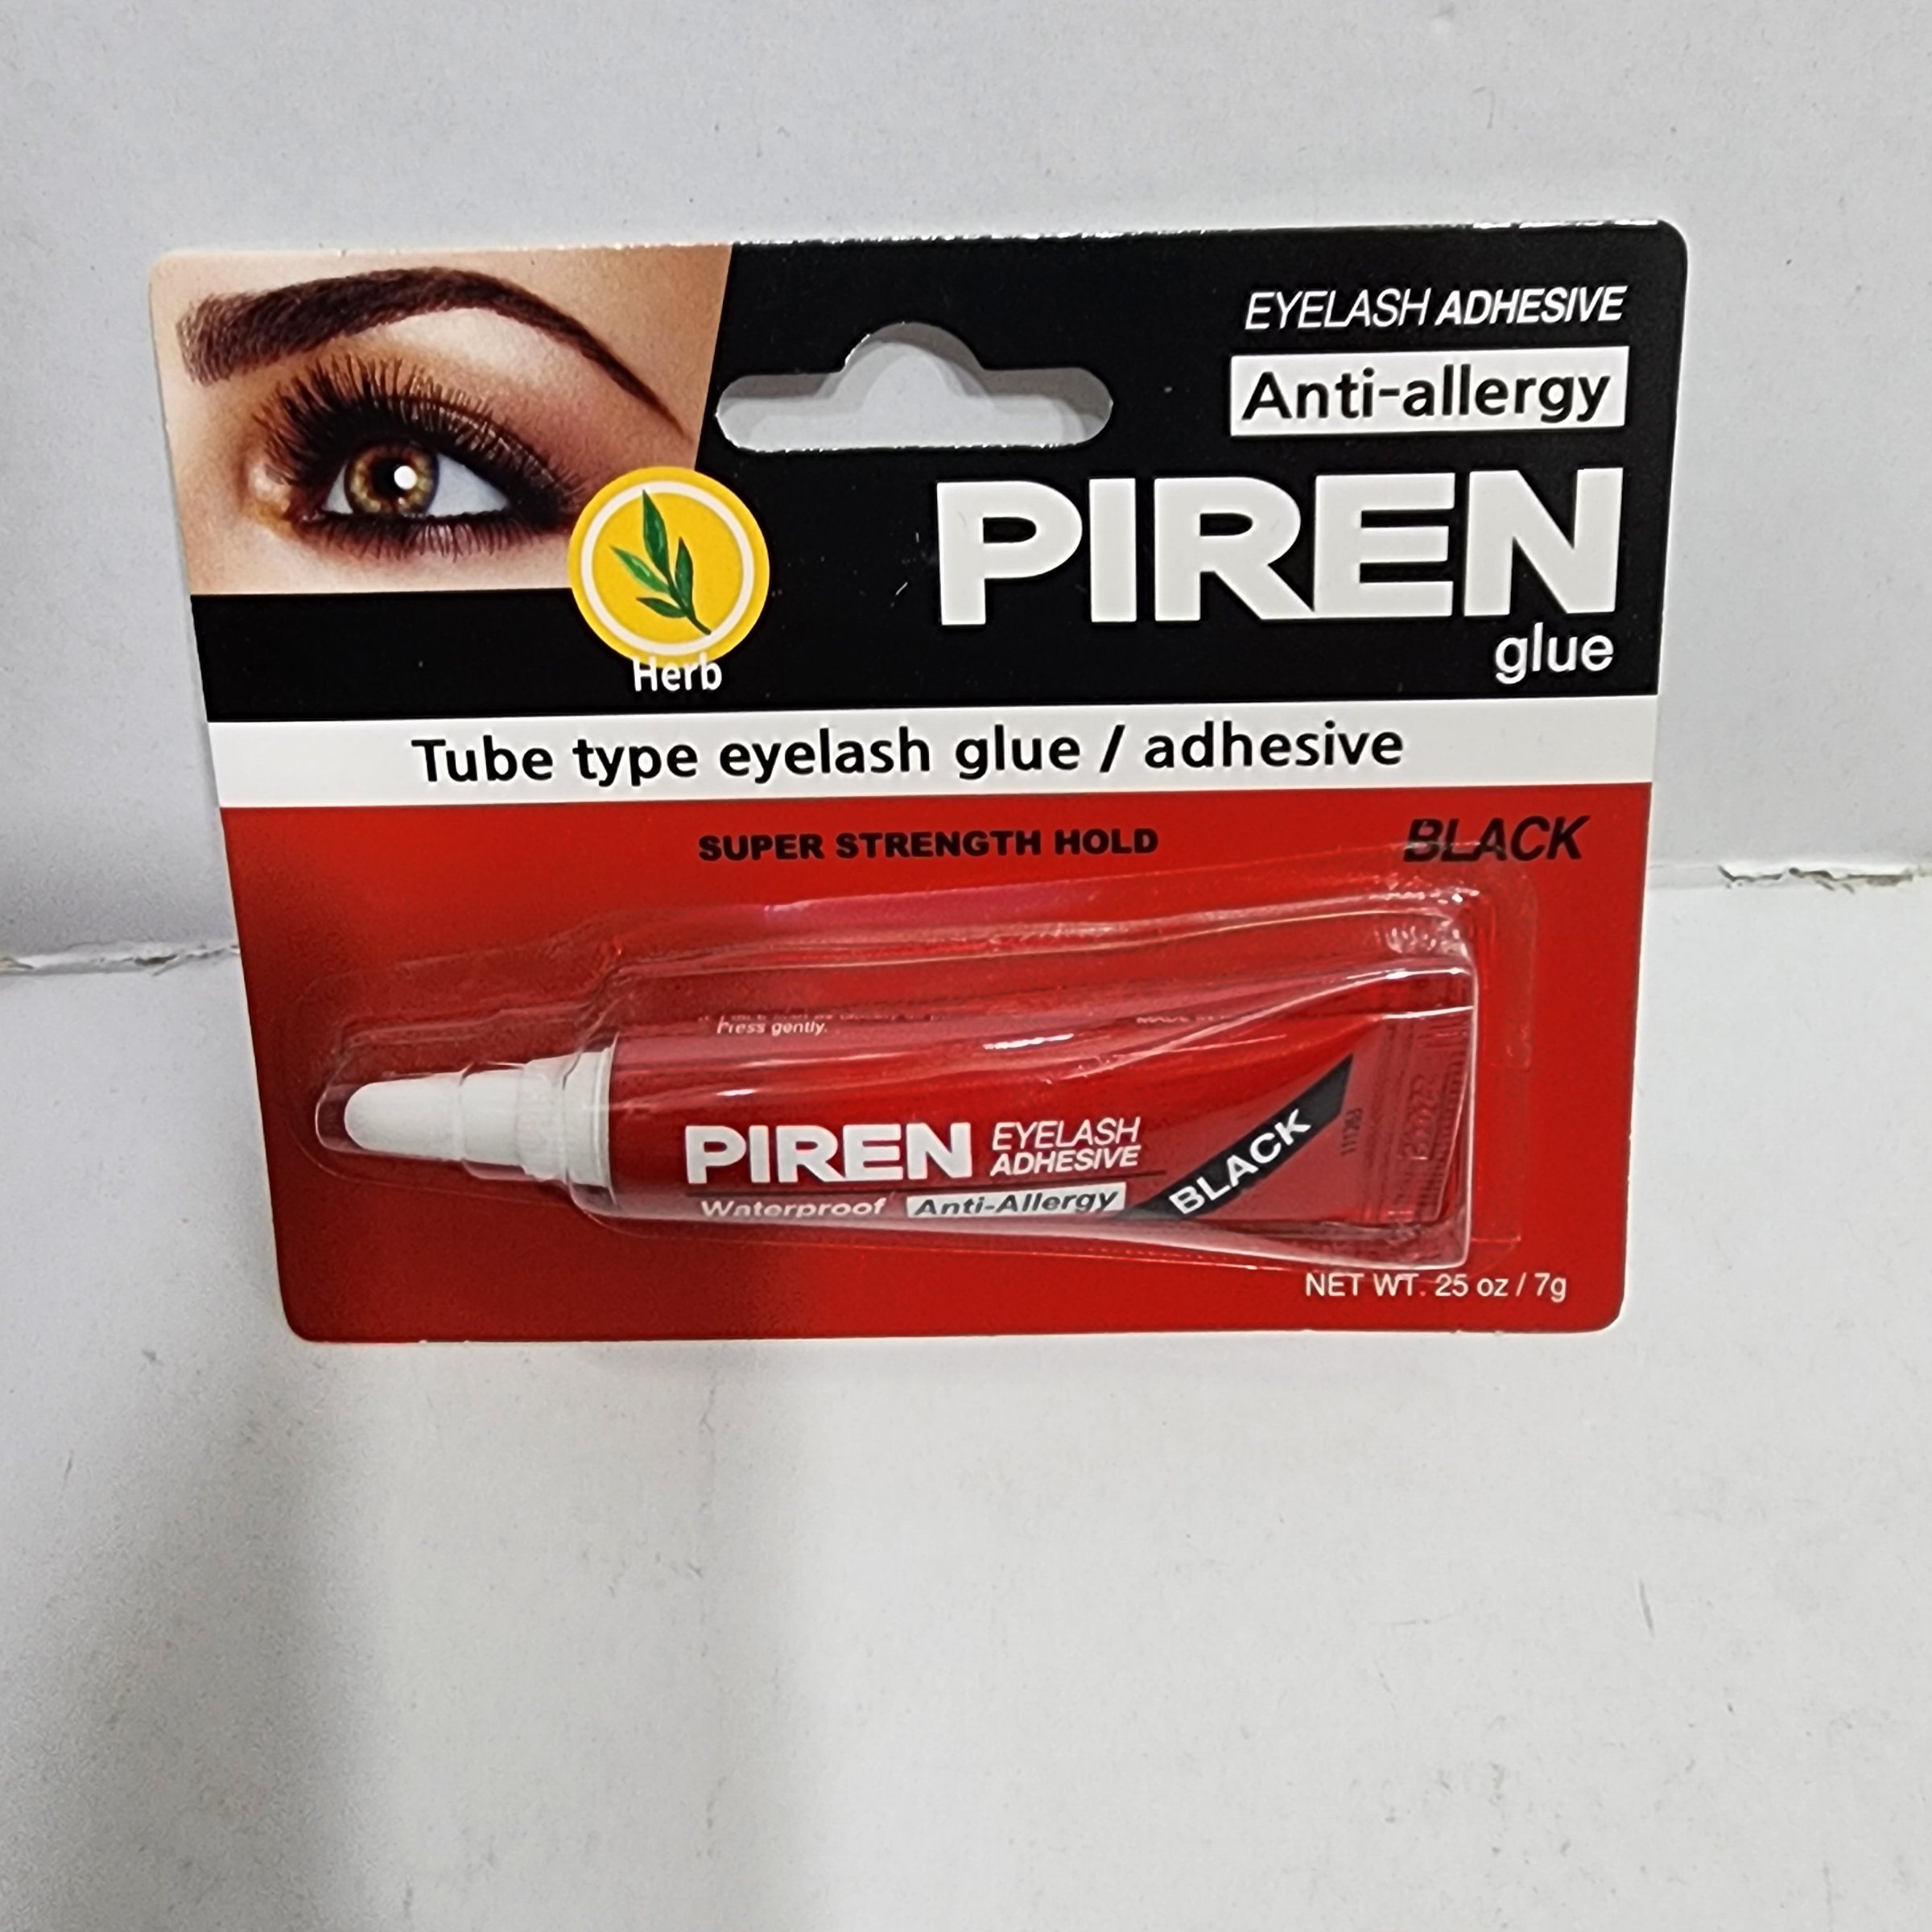 EYELASH ADHESIVE
Anti-allergy
PIREN
glue
Herb
Tube type eyelash glue / adhesive
SUPER STRENGTH HOLD
BLACK
Press gently.
PIREN EYELASH
ADHESIVE
Waterproof Anti-Allergy
BLACK
NET WT. 25 oz / 7g